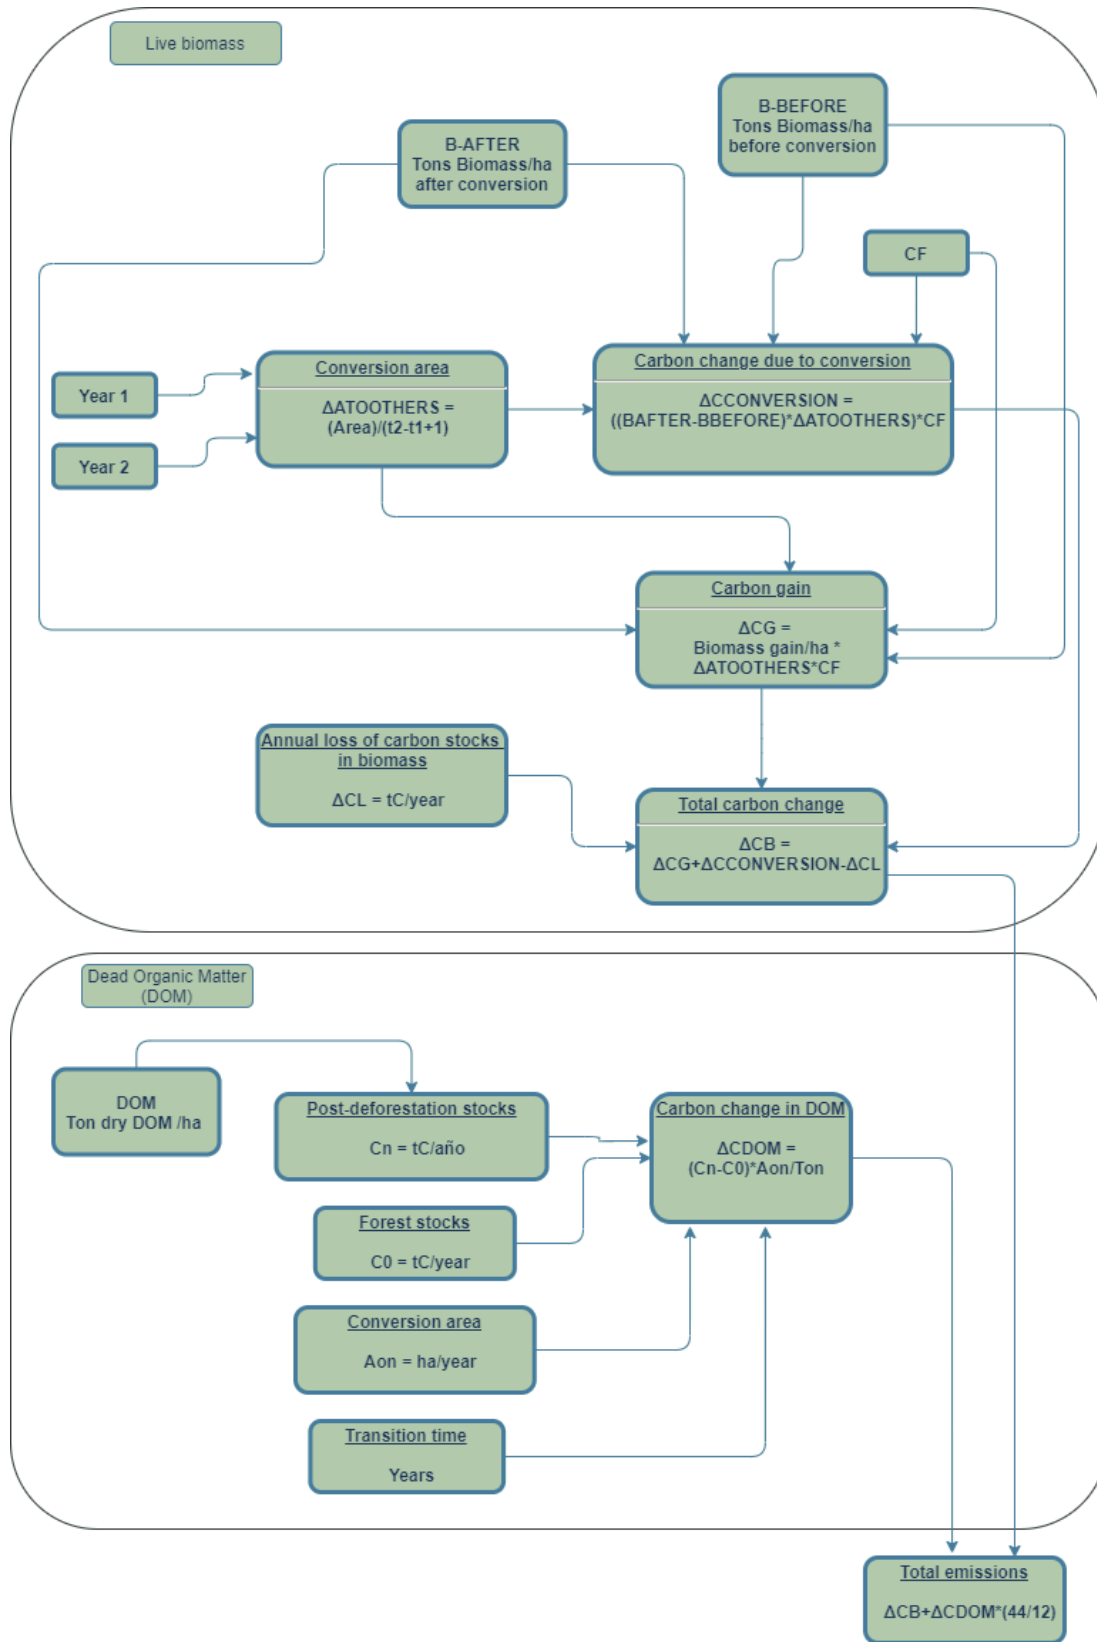 Live biomass
B-BEFORE
Tons Biomass/ha
before conversion
B-AFTER
Tons Biomass/ha
after conversion
CF
Year 1
Year 2
Conversion area
ΔATOOTHERS =
(Area)/(t2-t1+1)
Carbon change due to conversion
ΔCCONVERSION =
((BAFTER-BBEFORE)*ΔATOOTHERS)*CF
Carbon gain
ΔCG =
Biomass gain/ha *
ΔATOOTHERS*CF
Annual loss of carbon stocks
in biomass
ΔCL = tC/year
Total carbon change
ΔCB =
ΔCG+ΔCCONVERSION-ΔCL
Dead Organic Matter
(DOM)
DOM
Ton dry DOM /ha
Post-deforestation stocks
Cn = tC/año
Carbon change in DOM
ΔCDOM =
(Cn-C0)*Aon/Ton
Forest stocks
C0 = tC/year
Conversion area
Aon = ha/year
Transition time
Years
Total emissions
ΔCB+ΔCDOM*(44/12)